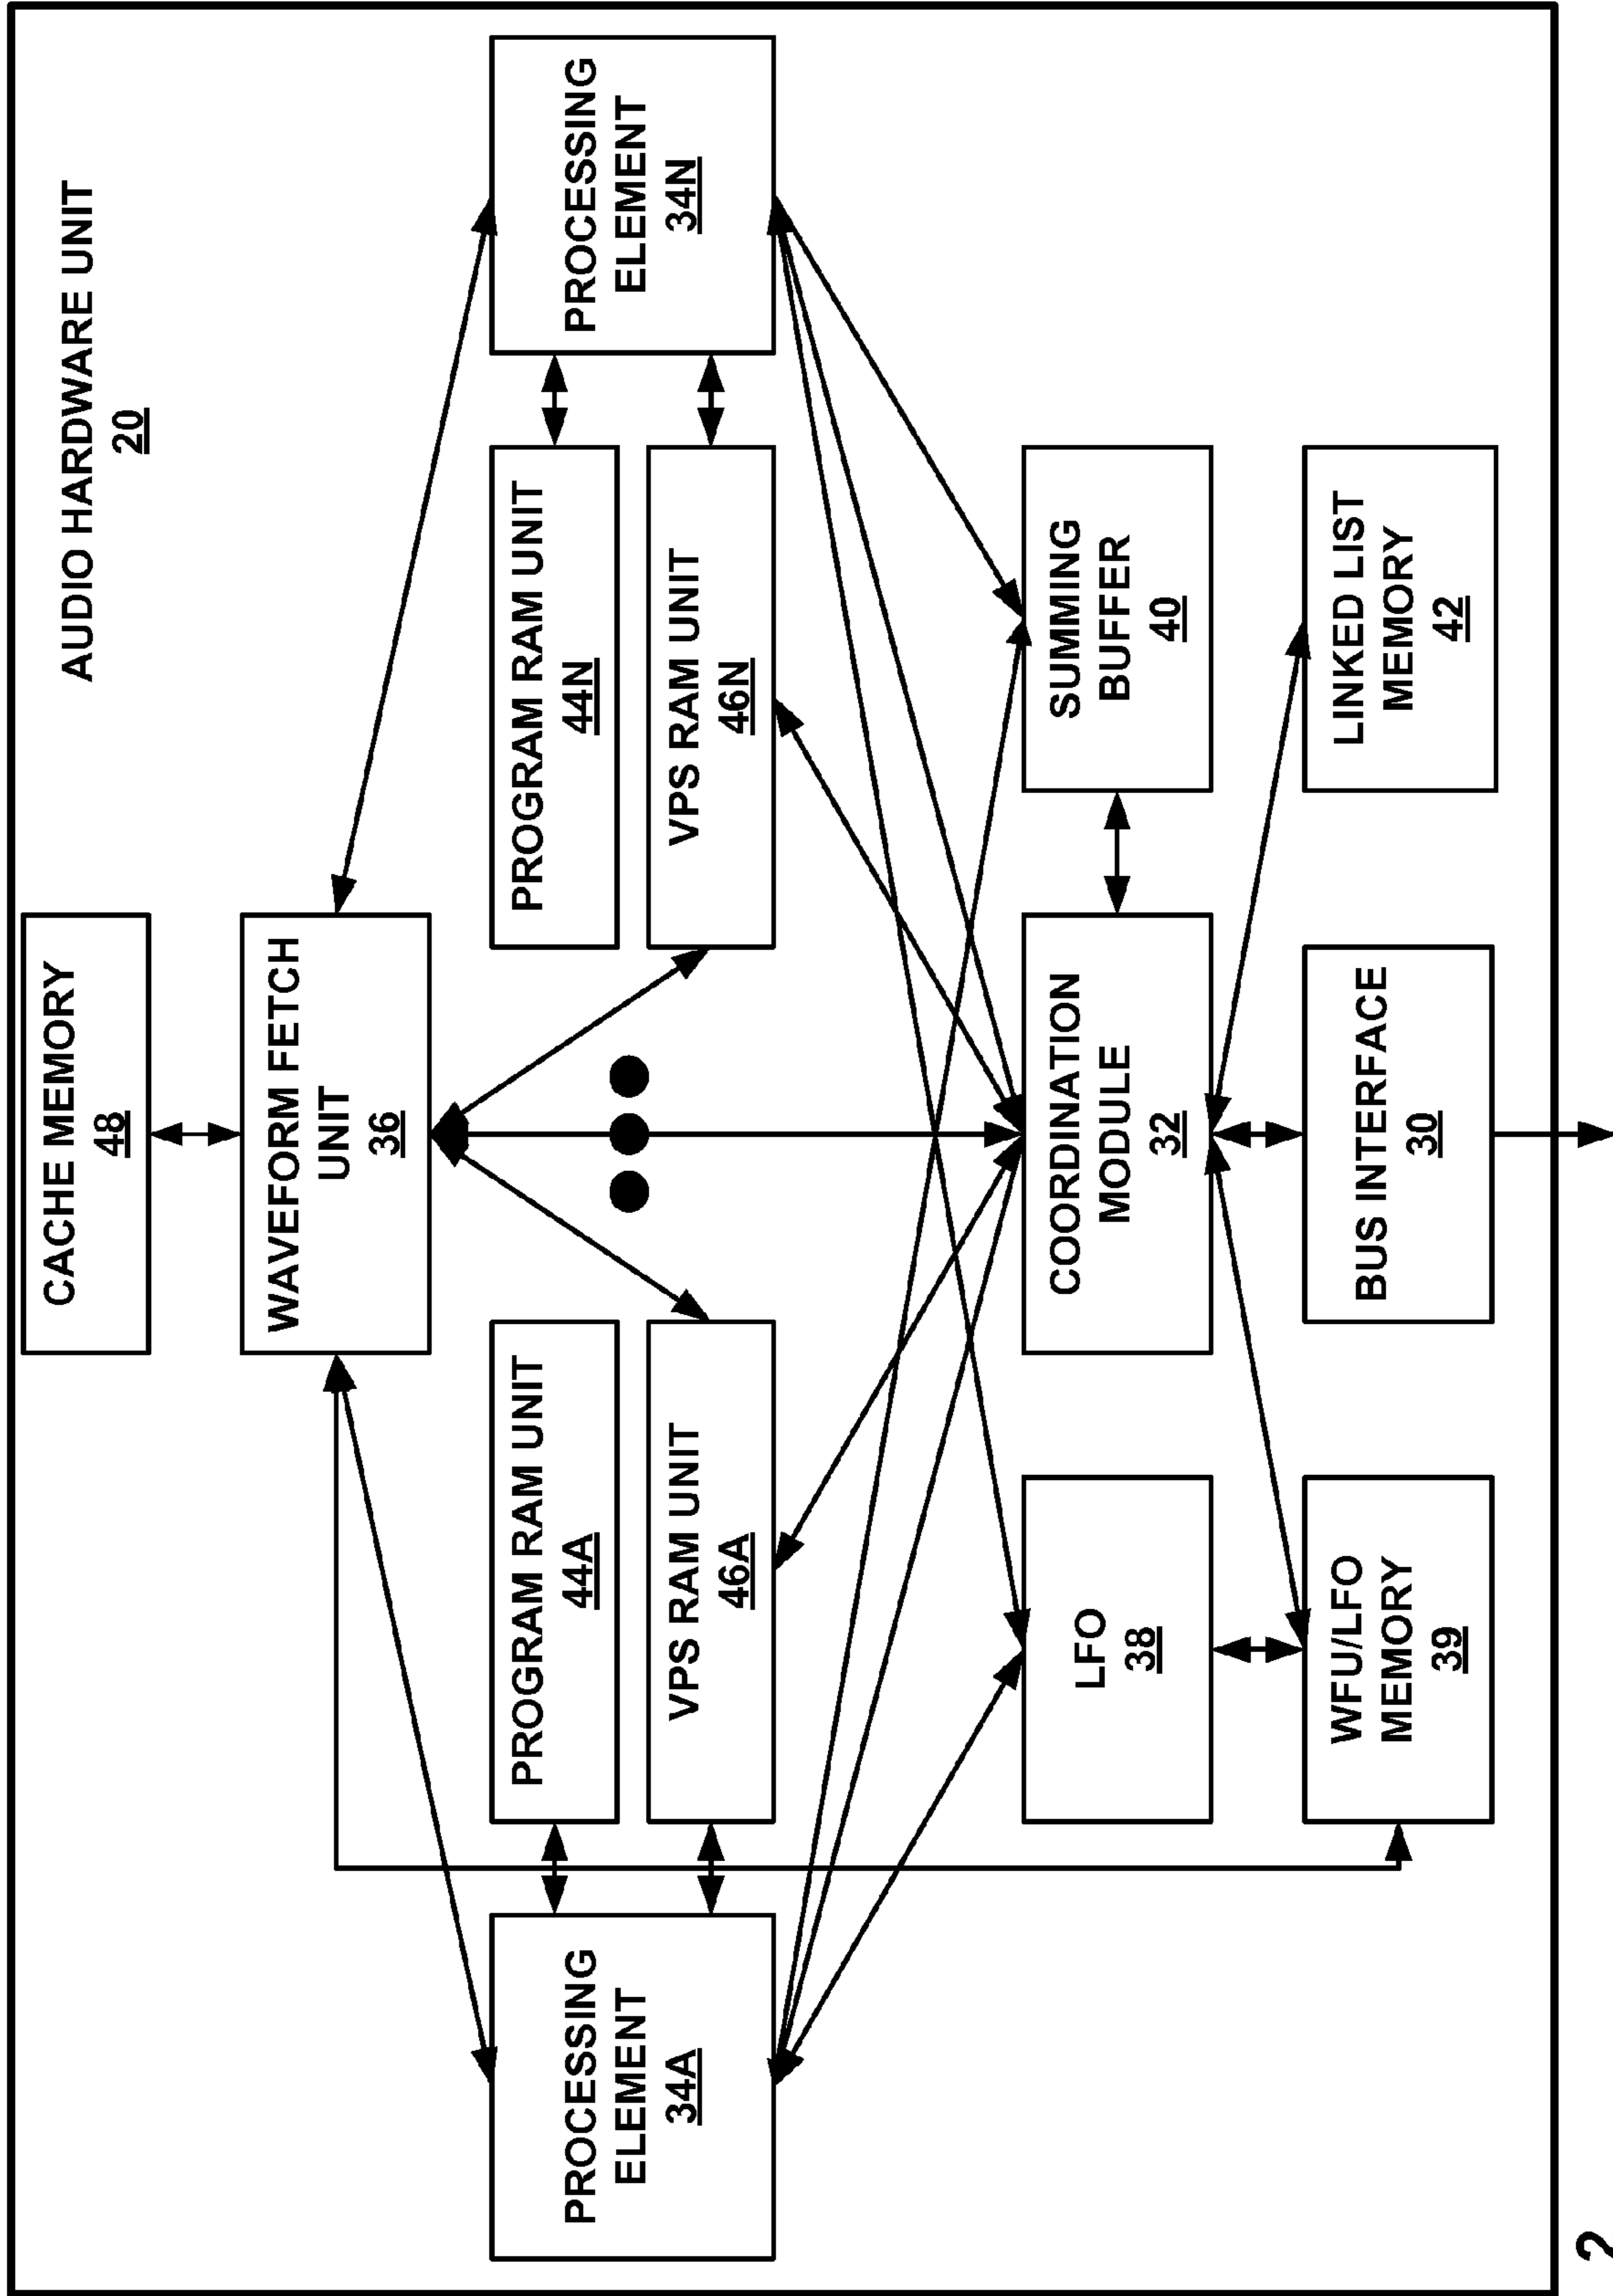 AUDIO HARDWARE UNIT
20
CACHE MEMORY
48
WAVEFORM FETCH
UNIT
36
PROCESSING
ELEMENT
34A
PROGRAM RAM UNIT
44A
VPS RAM UNIT
46A
PROGRAM RAM UNIT
44N
VPS RAM UNIT
46N
PROCESSING
ELEMENT
34N
LFO
38
COORDINATION
MODULE
32
SUMMING
BUFFER
40
WFU/LFO
MEMORY
39
BUS INTERFACE
30
LINKED LIST
MEMORY
42
2